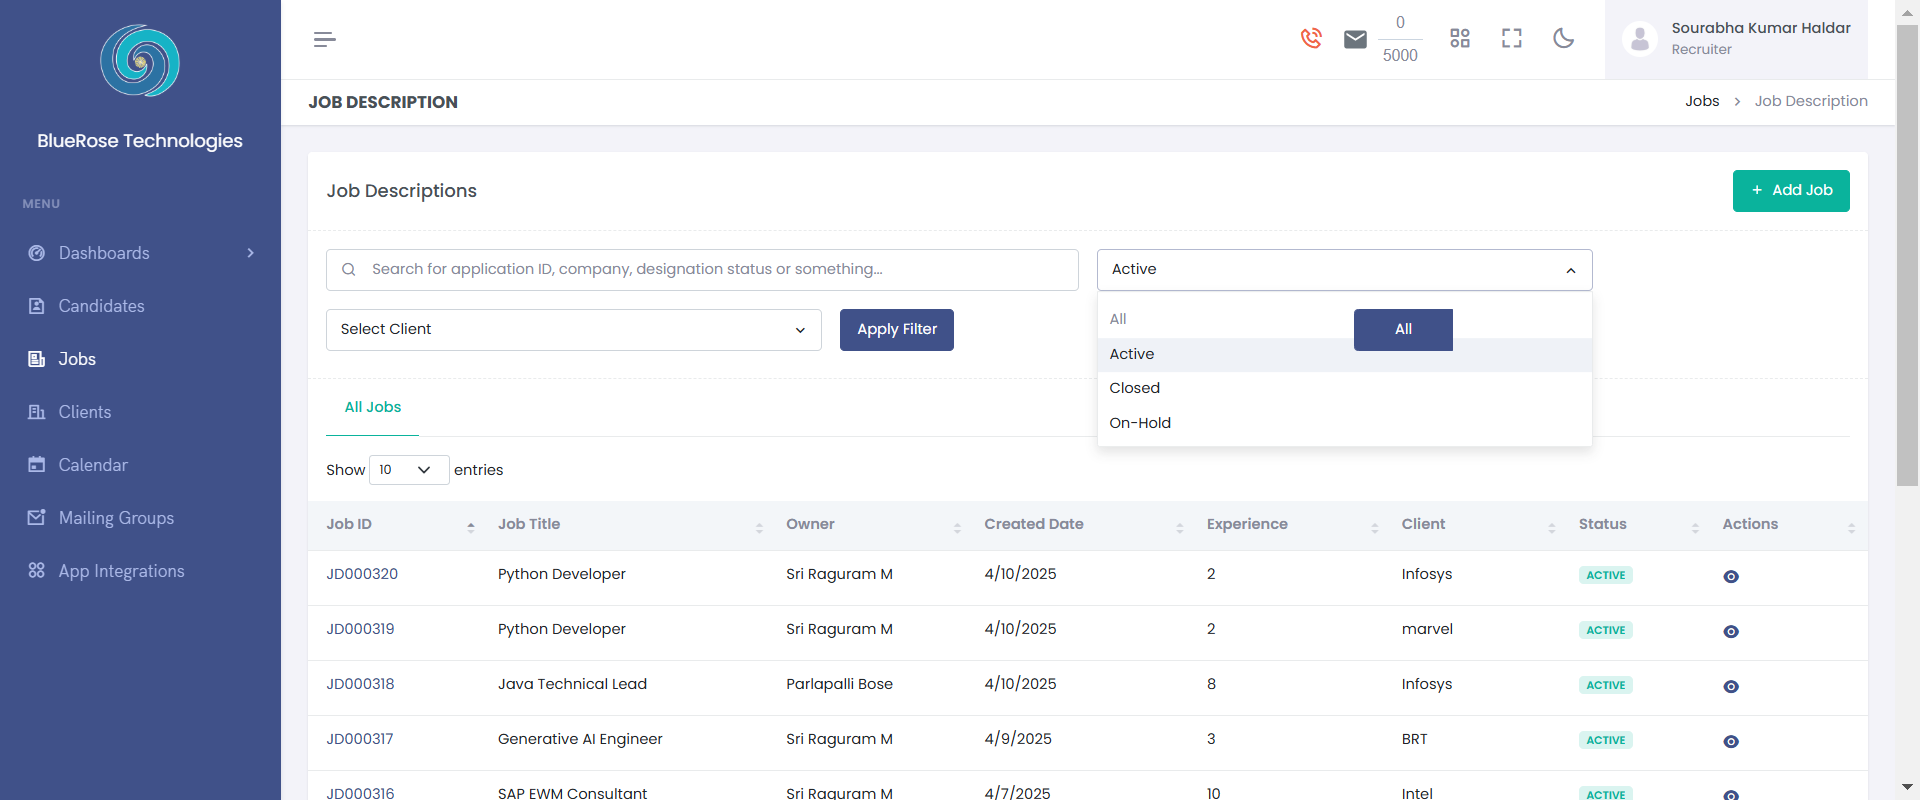 BlueRose Technologies
MENU
Dashboards
Candidates
Jobs
Clients
Calendar
Mailing Groups
App Integrations
0
5000
Sourabha Kumar Haldar
Recruiter
JOB DESCRIPTION
Jobs > Job Description
Job Descriptions
+ Add Job
Search for application ID, company, designation status or something...
Active
Select Client
Apply Filter
All
Active
Closed
On-Hold
All
All Jobs
Show 10 entries
Job ID Job Title Owner Created Date Experience Client Status Actions
JD000320 Python Developer Sri Raguram M 4/10/2025 2 Infosys ACTIVE
JD000319 Python Developer Sri Raguram M 4/10/2025 2 marvel ACTIVE
JD000318 Java Technical Lead Parlapalli Bose 4/10/2025 8 Infosys ACTIVE
JD000317 Generative AI Engineer Sri Raguram M 4/9/2025 3 BRT ACTIVE
JD000316 SAP EWM Consultant Sri Raguram M 4/7/2025 10 Intel ACTIVE